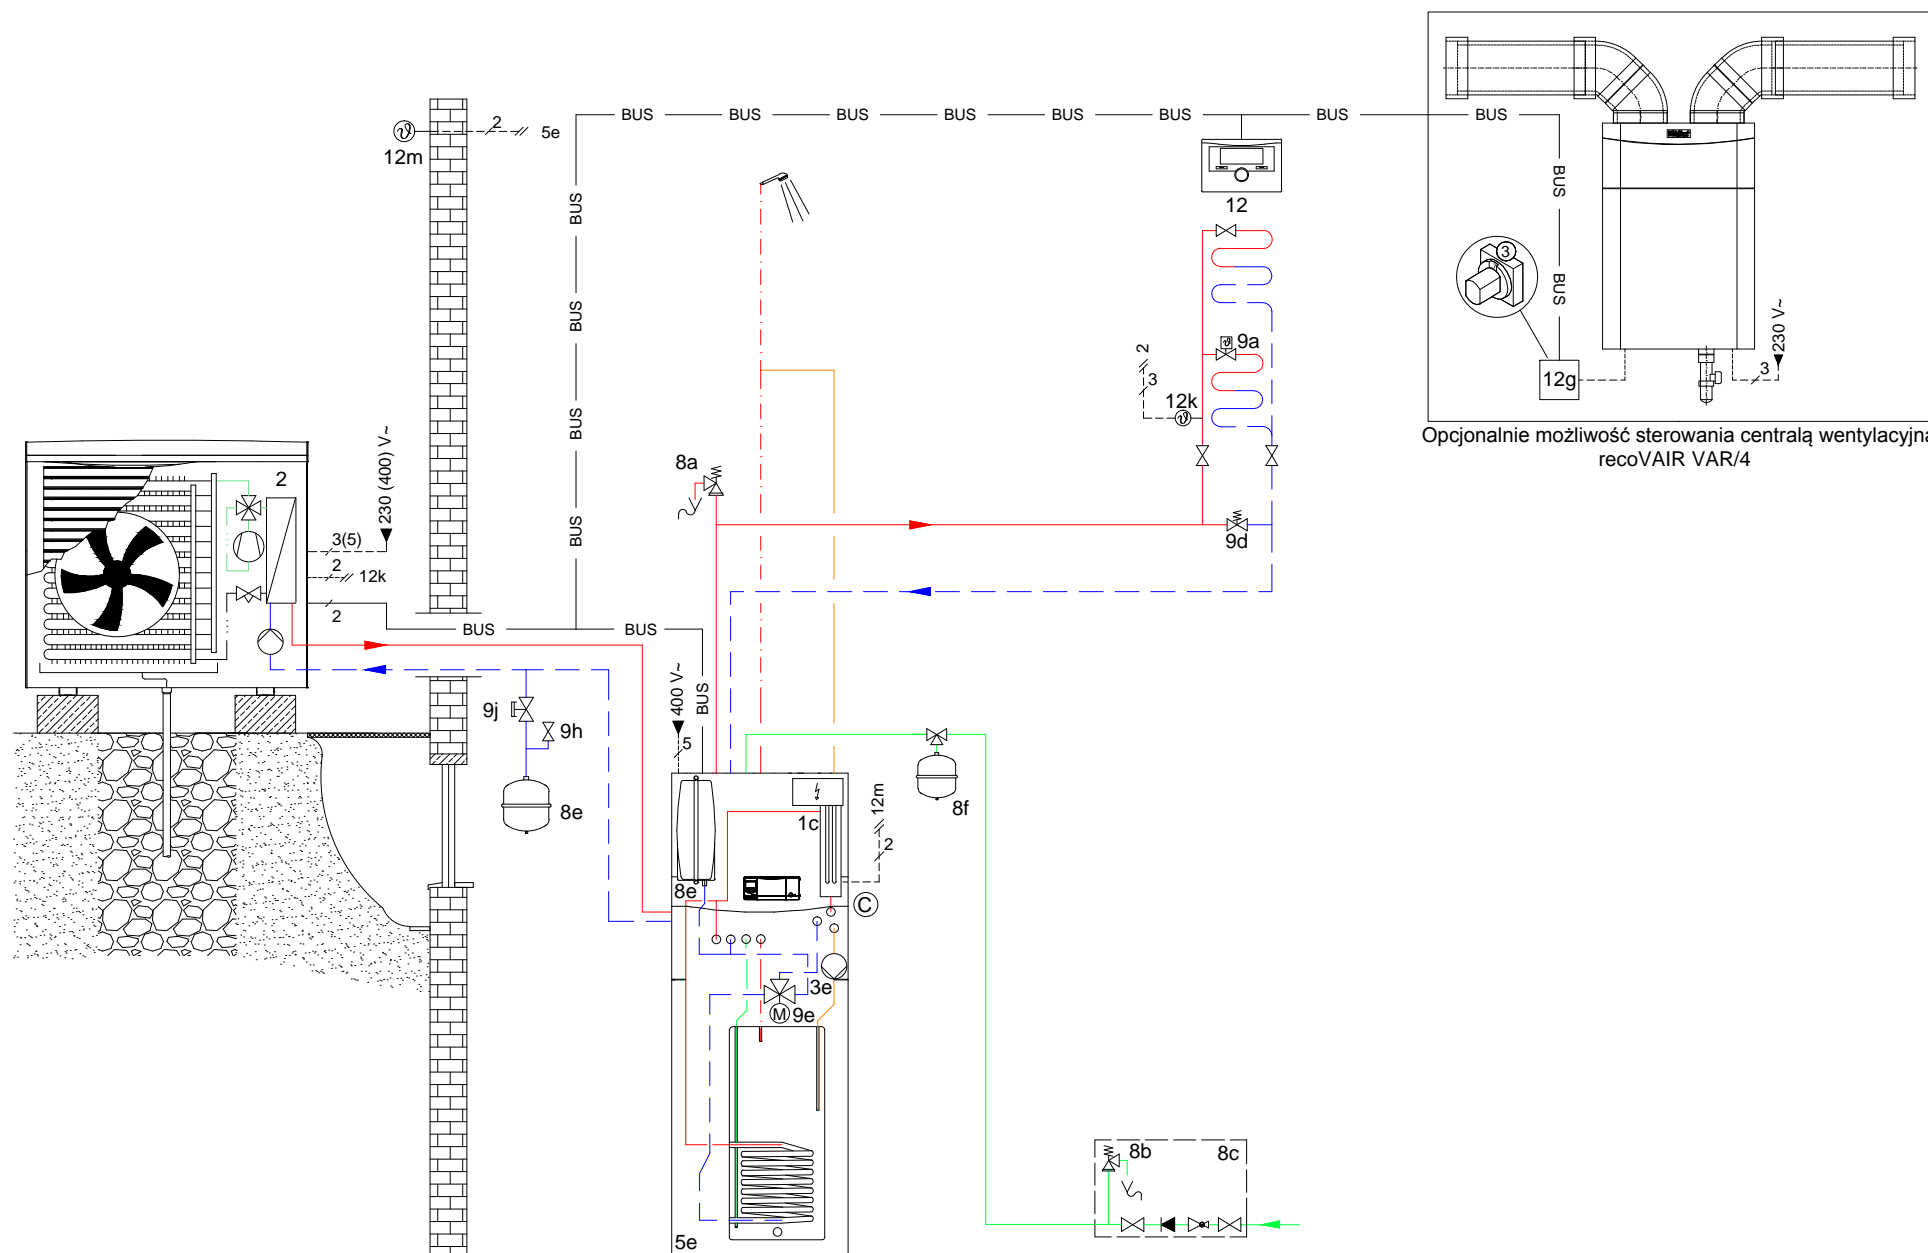 BUS BUS BUS BUS BUS BUS BUS BUS
2
5e
12m
12
BUS
BUS
BUS
BUS
BUS
BUS
3
12g
3
230 V~
Opcjonalnie możliwość sterowania centralą wentylacyjną
recoVAIR VAR/4
9a
2
3
12k
9d
8a
2
230 (400) V~
3(5)
2
12k
2
BUS BUS
BUS
400 V~
5
9j
9h
8e
8f
1c
12m
2
8e
C
3e
M
9e
5e
8b
8c